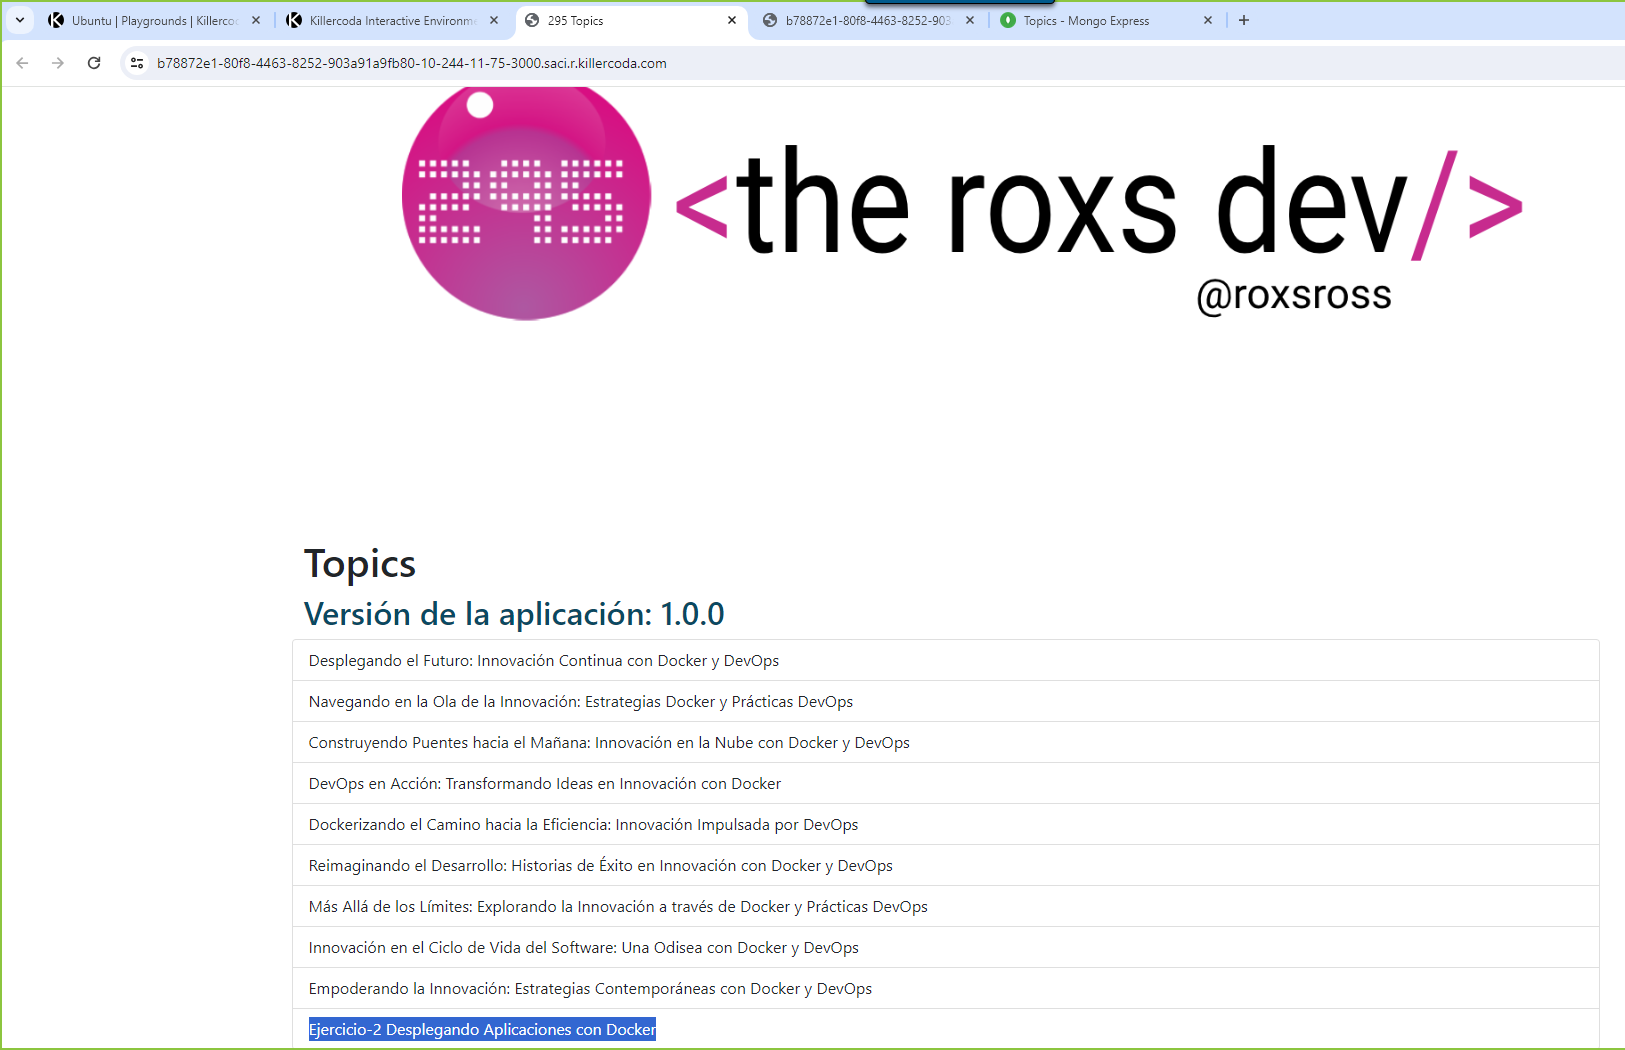 Ubuntu | Playgrounds | Killerco
Killercoda Interactive Environm
295 Topics
b78872e1-80f8-4463-8252-903
Topics - Mongo Express
b78872e1-80f8-4463-8252-903a91a9fb80-10-244-11-75-3000.saci.r.killercoda.com
295
<the roxs dev/>
@roxsross
Topics
Versión de la aplicación: 1.0.0
Desplegando el Futuro: Innovación Continua con Docker y DevOps
Navegando en la Ola de la Innovación: Estrategias Docker y Prácticas DevOps
Construyendo Puentes hacia el Mañana: Innovación en la Nube con Docker y DevOps
DevOps en Acción: Transformando Ideas en Innovación con Docker
Dockerizando el Camino hacia la Eficiencia: Innovación Impulsada por DevOps
Reimaginando el Desarrollo: Historias de Éxito en Innovación con Docker y DevOps
Más Allá de los Límites: Explorando la Innovación a través de Docker y Prácticas DevOps
Innovación en el Ciclo de Vida del Software: Una Odisea con Docker y DevOps
Empoderando la Innovación: Estrategias Contemporáneas con Docker y DevOps
Ejercicio-2 Desplegando Aplicaciones con Docker